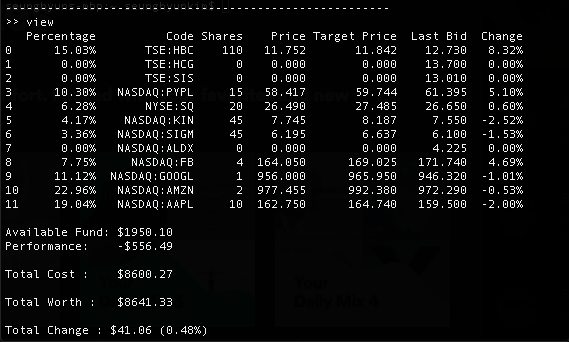 >> view
Percentage Code Shares Price Target Price Last Bid Change
0 15.03% TSE:HBC 110 11.752 11.842 12.730 8.32%
1 0.00% TSE:HCG 0 0.000 13.700 0.00%
2 0.00% TSE:SIS 0 0.000 13.010 0.00%
3 10.30% NASDAQ:PYPL 15 58.417 59.744 61.395 5.10%
4 6.28% NYSE:SQ 20 26.490 27.485 26.650 0.60%
5 4.17% NASDAQ:KIN 45 7.745 8.187 7.550 -2.52%
6 3.36% NASDAQ:SIGM 45 6.195 6.637 6.100 -1.53%
7 0.00% NASDAQ:ALDX 0 0.000 4.225 0.00%
8 7.75% NASDAQ:FB 4 164.050 169.025 171.740 4.69%
9 11.12% NASDAQ:GOOGL 1 956.000 965.950 946.320 -1.01%
10 22.96% NASDAQ:AMZN 2 977.455 992.380 972.290 -0.53%
11 19.04% NASDAQ:AAPL 10 162.750 164.740 159.500 -2.00%
Available Fund: $1950.10
Performance: -$556.49
Total Cost : $8600.27
Total Worth : $8641.33
Total Change : $41.06 (0.48%)
Your
Daily Mix 4